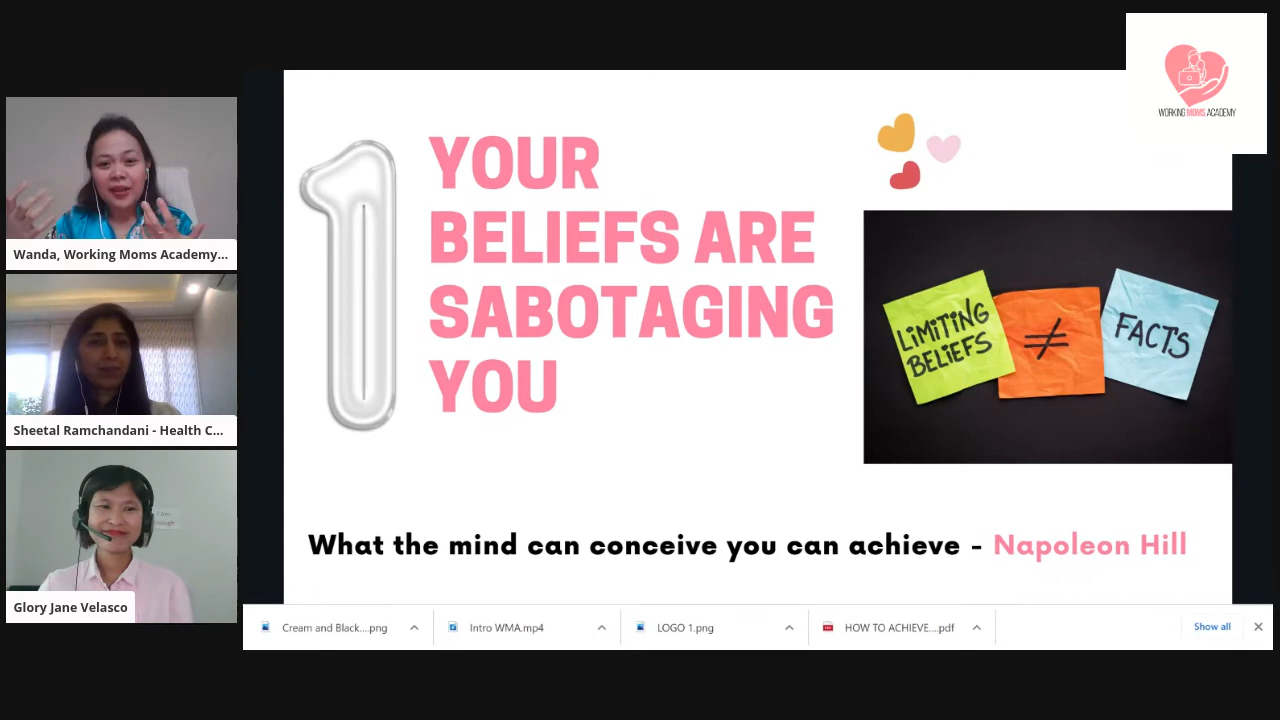 WORKING MOMS ACADEMY
Wanda, Working Moms Academy...
Sheetal Ramchandani - Health C...
Glory Jane Velasco
1
YOUR
BELIEFS ARE
SABOTAGING
YOU
LIMITING
BELIEFS
≠
FACTS
What the mind can conceive you can achieve - Napoleon Hill
Cream and Black....png
Intro WMA.mp4
LOGO 1.png
HOW TO ACHIEVE....pdf
Show all